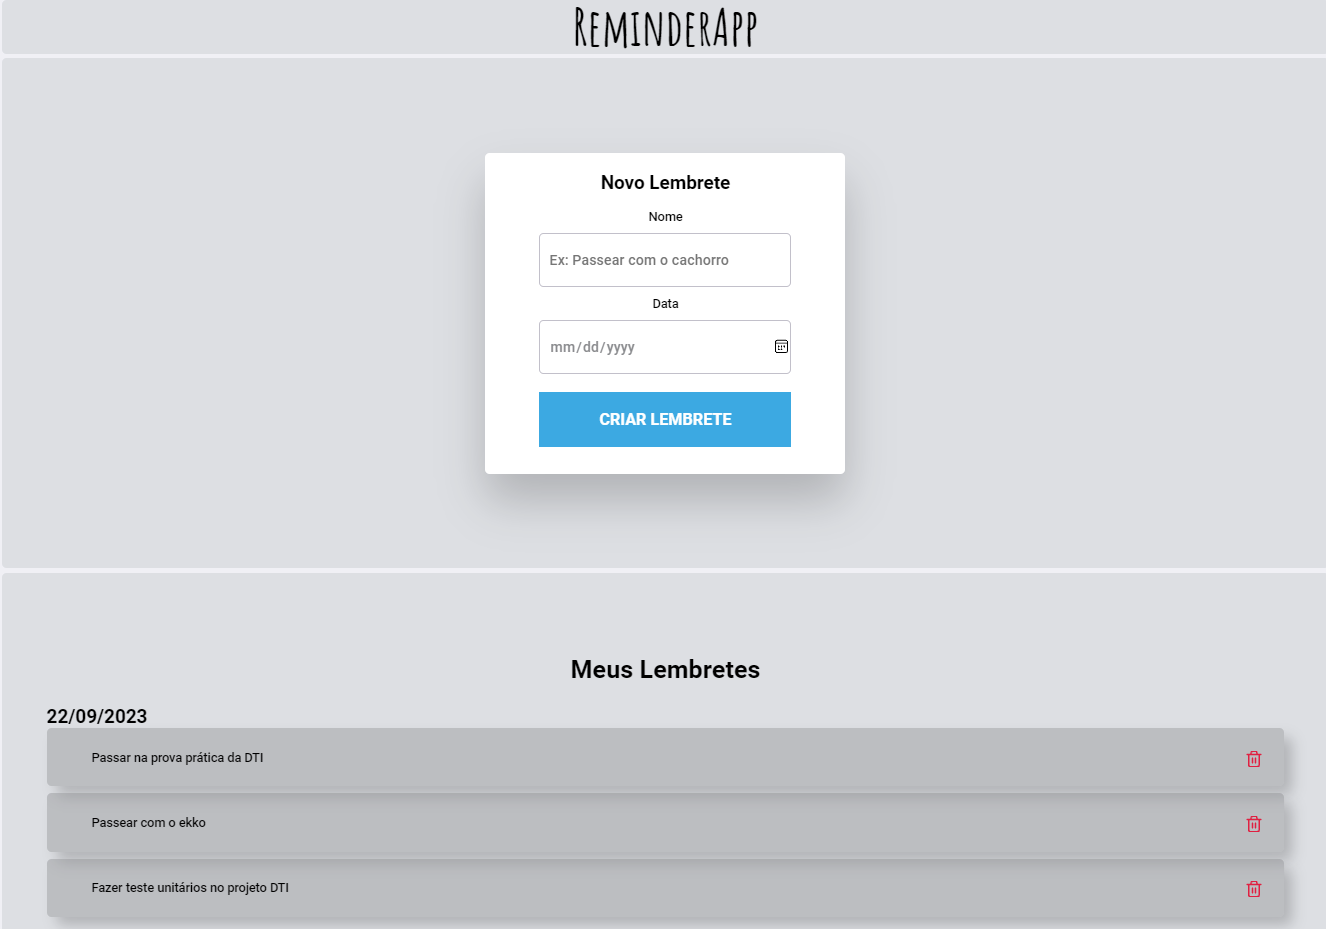 ReminderApp
Novo Lembrete
Nome
Ex: Passear com o cachorro
Data
mm/dd/yyyy
CRIAR LEMBRETE
Meus Lembretes
22/09/2023
Passar na prova prática da DTI
Passear com o ekko
Fazer teste unitários no projeto DTI